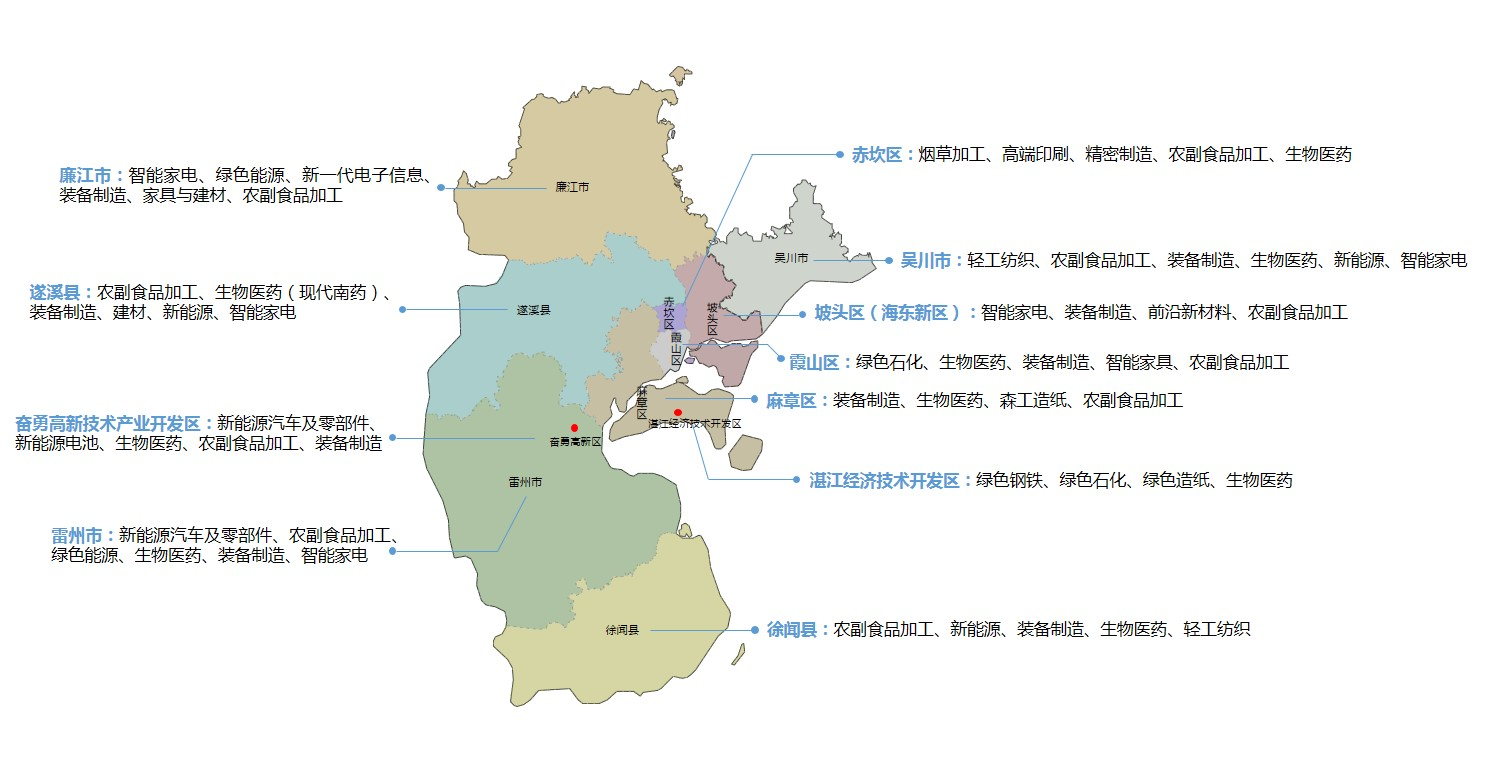 赤坎区：烟草加工、高端印刷、精密制造、农副食品加工、生物医药
廉江市：智能家电、绿色能源、新一代电子信息、
装备制造、家具与建材、农副食品加工
廉江市
吴川市
吴川市：轻工纺织、农副食品加工、装备制造、生物医药、新能源、智能家电
遂溪县：农副食品加工、生物医药（现代南药）、
装备制造、建材、新能源、智能家电
遂溪县
赤坎区
坡头区
坡头区（海东新区）：智能家电、装备制造、前沿新材料、农副食品加工
霞山区
霞山区：绿色石化、生物医药、装备制造、智能家具、农副食品加工
麻章区
麻章区：装备制造、生物医药、森工造纸、农副食品加工
奋勇高新技术产业开发区：新能源汽车及零部件、
新能源电池、生物医药、农副食品加工、装备制造
奋勇高新区
湛江经济技术开发区
湛江经济技术开发区：绿色钢铁、绿色石化、绿色造纸、生物医药
雷州市
雷州市：新能源汽车及零部件、农副食品加工、
绿色能源、生物医药、装备制造、智能家电
徐闻县
徐闻县：农副食品加工、新能源、装备制造、生物医药、轻工纺织